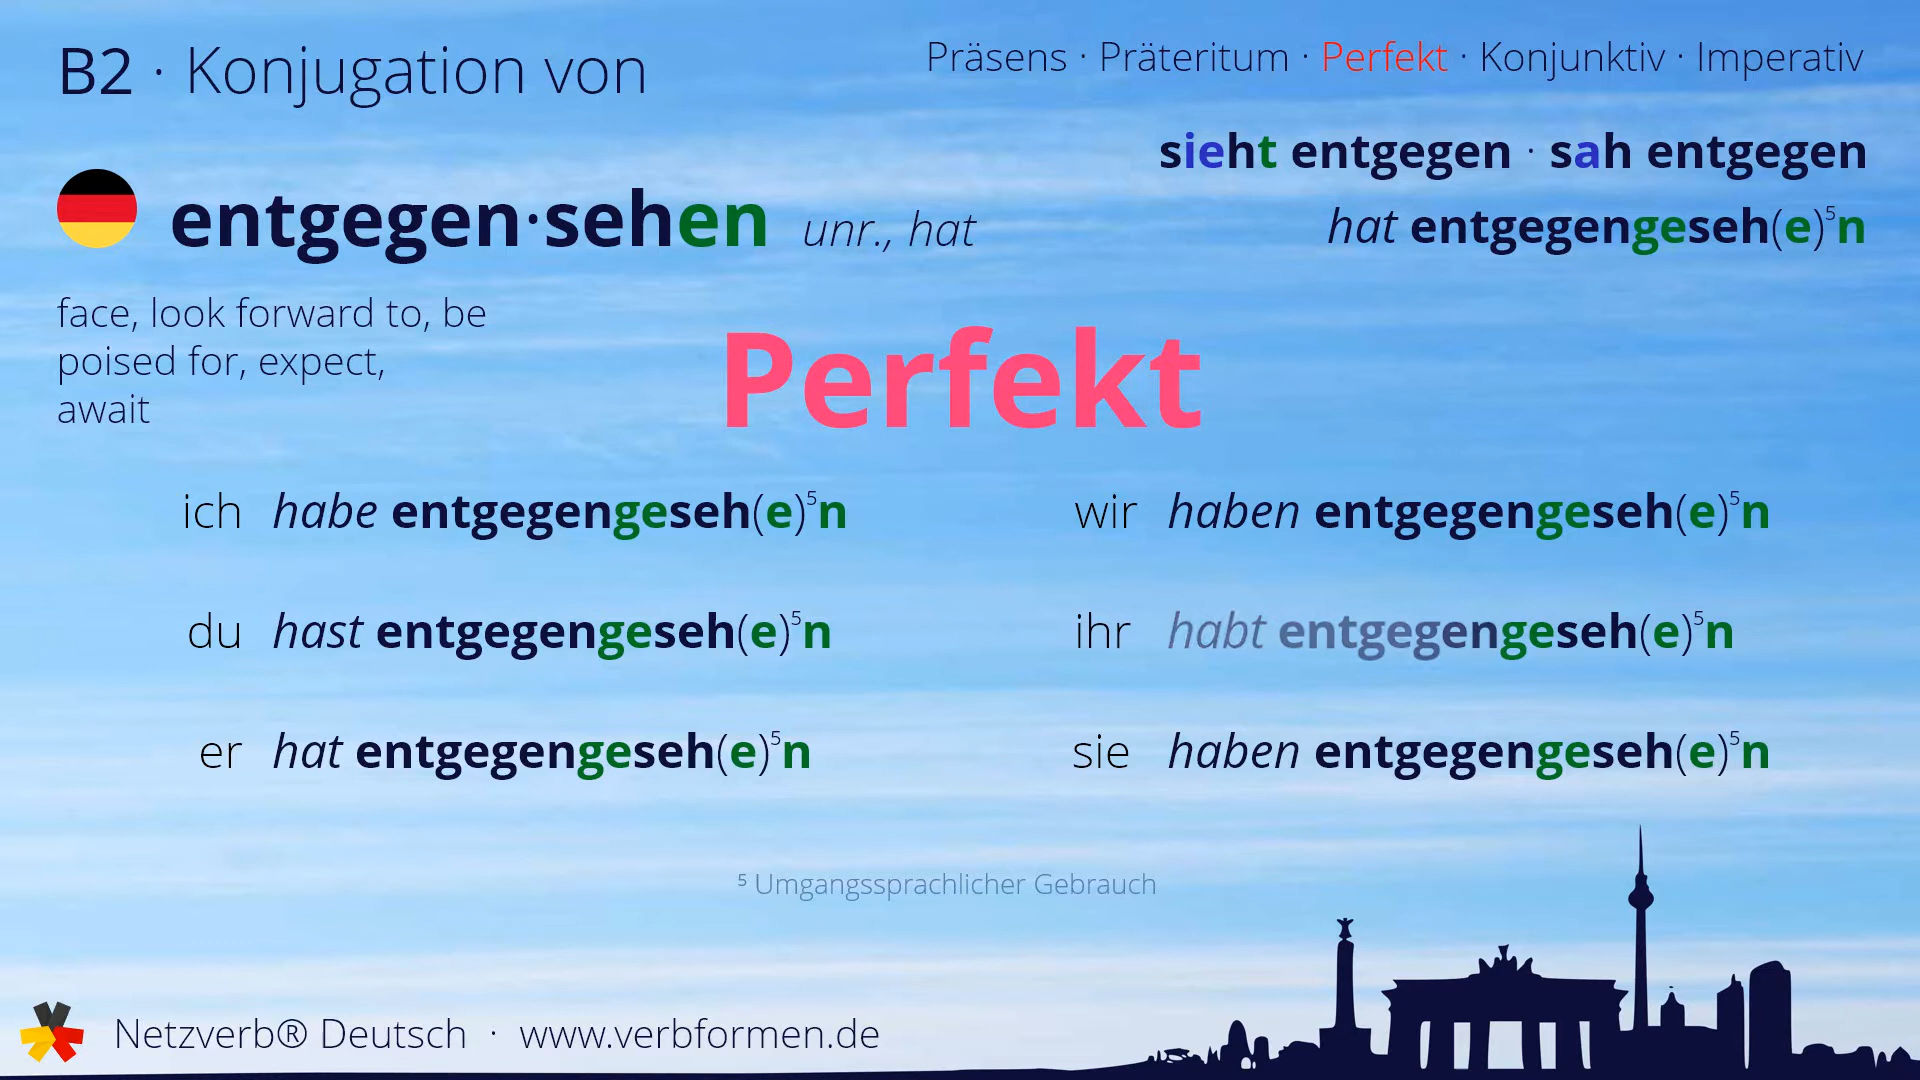 B2 · Konjugation von
Präsens · Präteritum · Perfekt · Konjunktiv · Imperativ
entgegen·sehen unr., hat
sieht entgegen · sah entgegen
hat entgegengeseh(e)⁵n
face, look forward to, be
poised for, expect,
await
Perfekt
ich habe entgegengeseh(e)⁵n
du hast entgegengeseh(e)⁵n
er hat entgegengeseh(e)⁵n
wir haben entgegengeseh(e)⁵n
ihr habt entgegengeseh(e)⁵n
sie haben entgegengeseh(e)⁵n
⁵ Umgangssprachlicher Gebrauch
Netzverb® Deutsch · www.verbformen.de